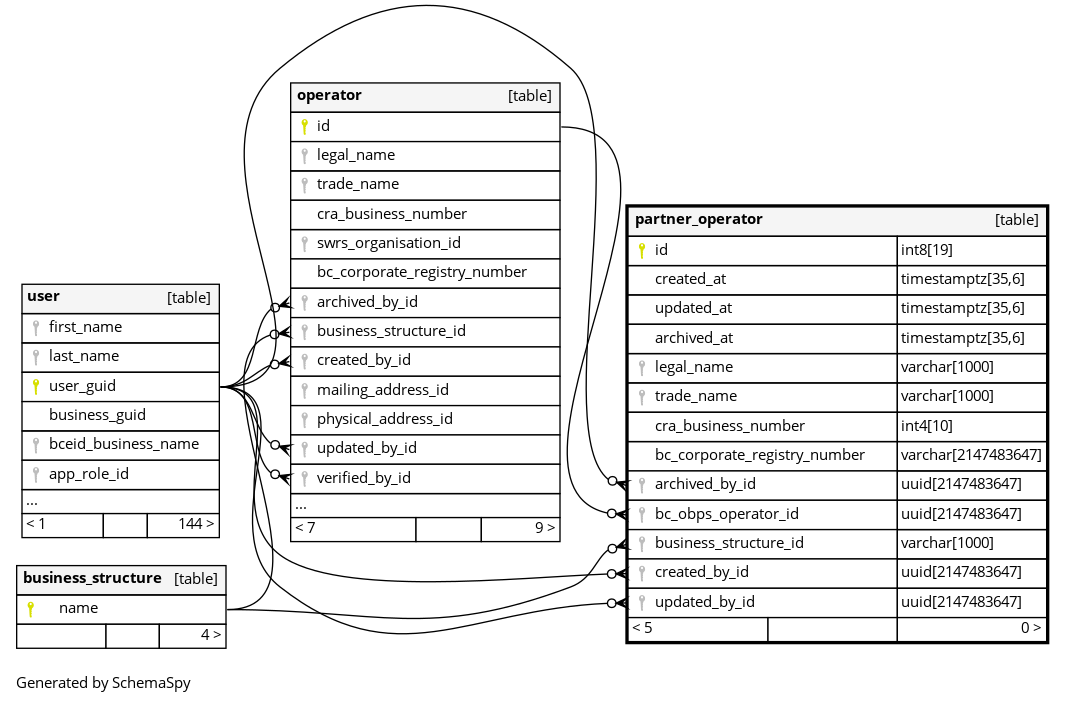 operator [table]
id
legal_name
trade_name
cra_business_number
swrs_organisation_id
bc_corporate_registry_number
archived_by_id
business_structure_id
created_by_id
mailing_address_id
physical_address_id
updated_by_id
verified_by_id
...
< 7 9 >
partner_operator [table]
id int8[19]
created_at timestamptz[35,6]
updated_at timestamptz[35,6]
archived_at timestamptz[35,6]
legal_name varchar[1000]
trade_name varchar[1000]
cra_business_number int4[10]
bc_corporate_registry_number varchar[2147483647]
archived_by_id uuid[2147483647]
bc_obps_operator_id uuid[2147483647]
business_structure_id varchar[1000]
created_by_id uuid[2147483647]
updated_by_id uuid[2147483647]
< 5 0 >
user [table]
first_name
last_name
user_guid
business_guid
bceid_business_name
app_role_id
...
< 1 144 >
business_structure [table]
name
4 >
Generated by SchemaSpy